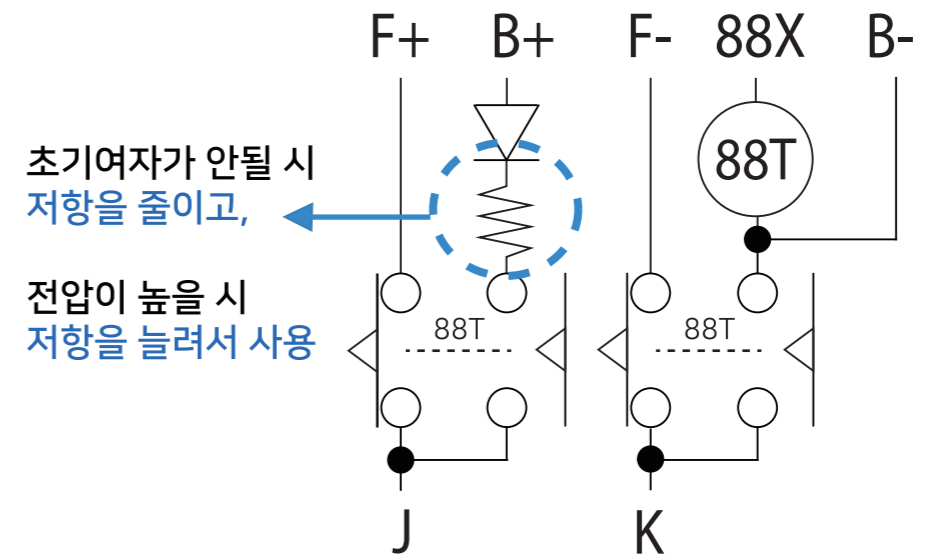 F+ B+ F- 88X B-
초기여자가 안될 시
저항을 줄이고,
88T
전압이 높을 시
저항을 늘려서 사용
88T 88T
J K